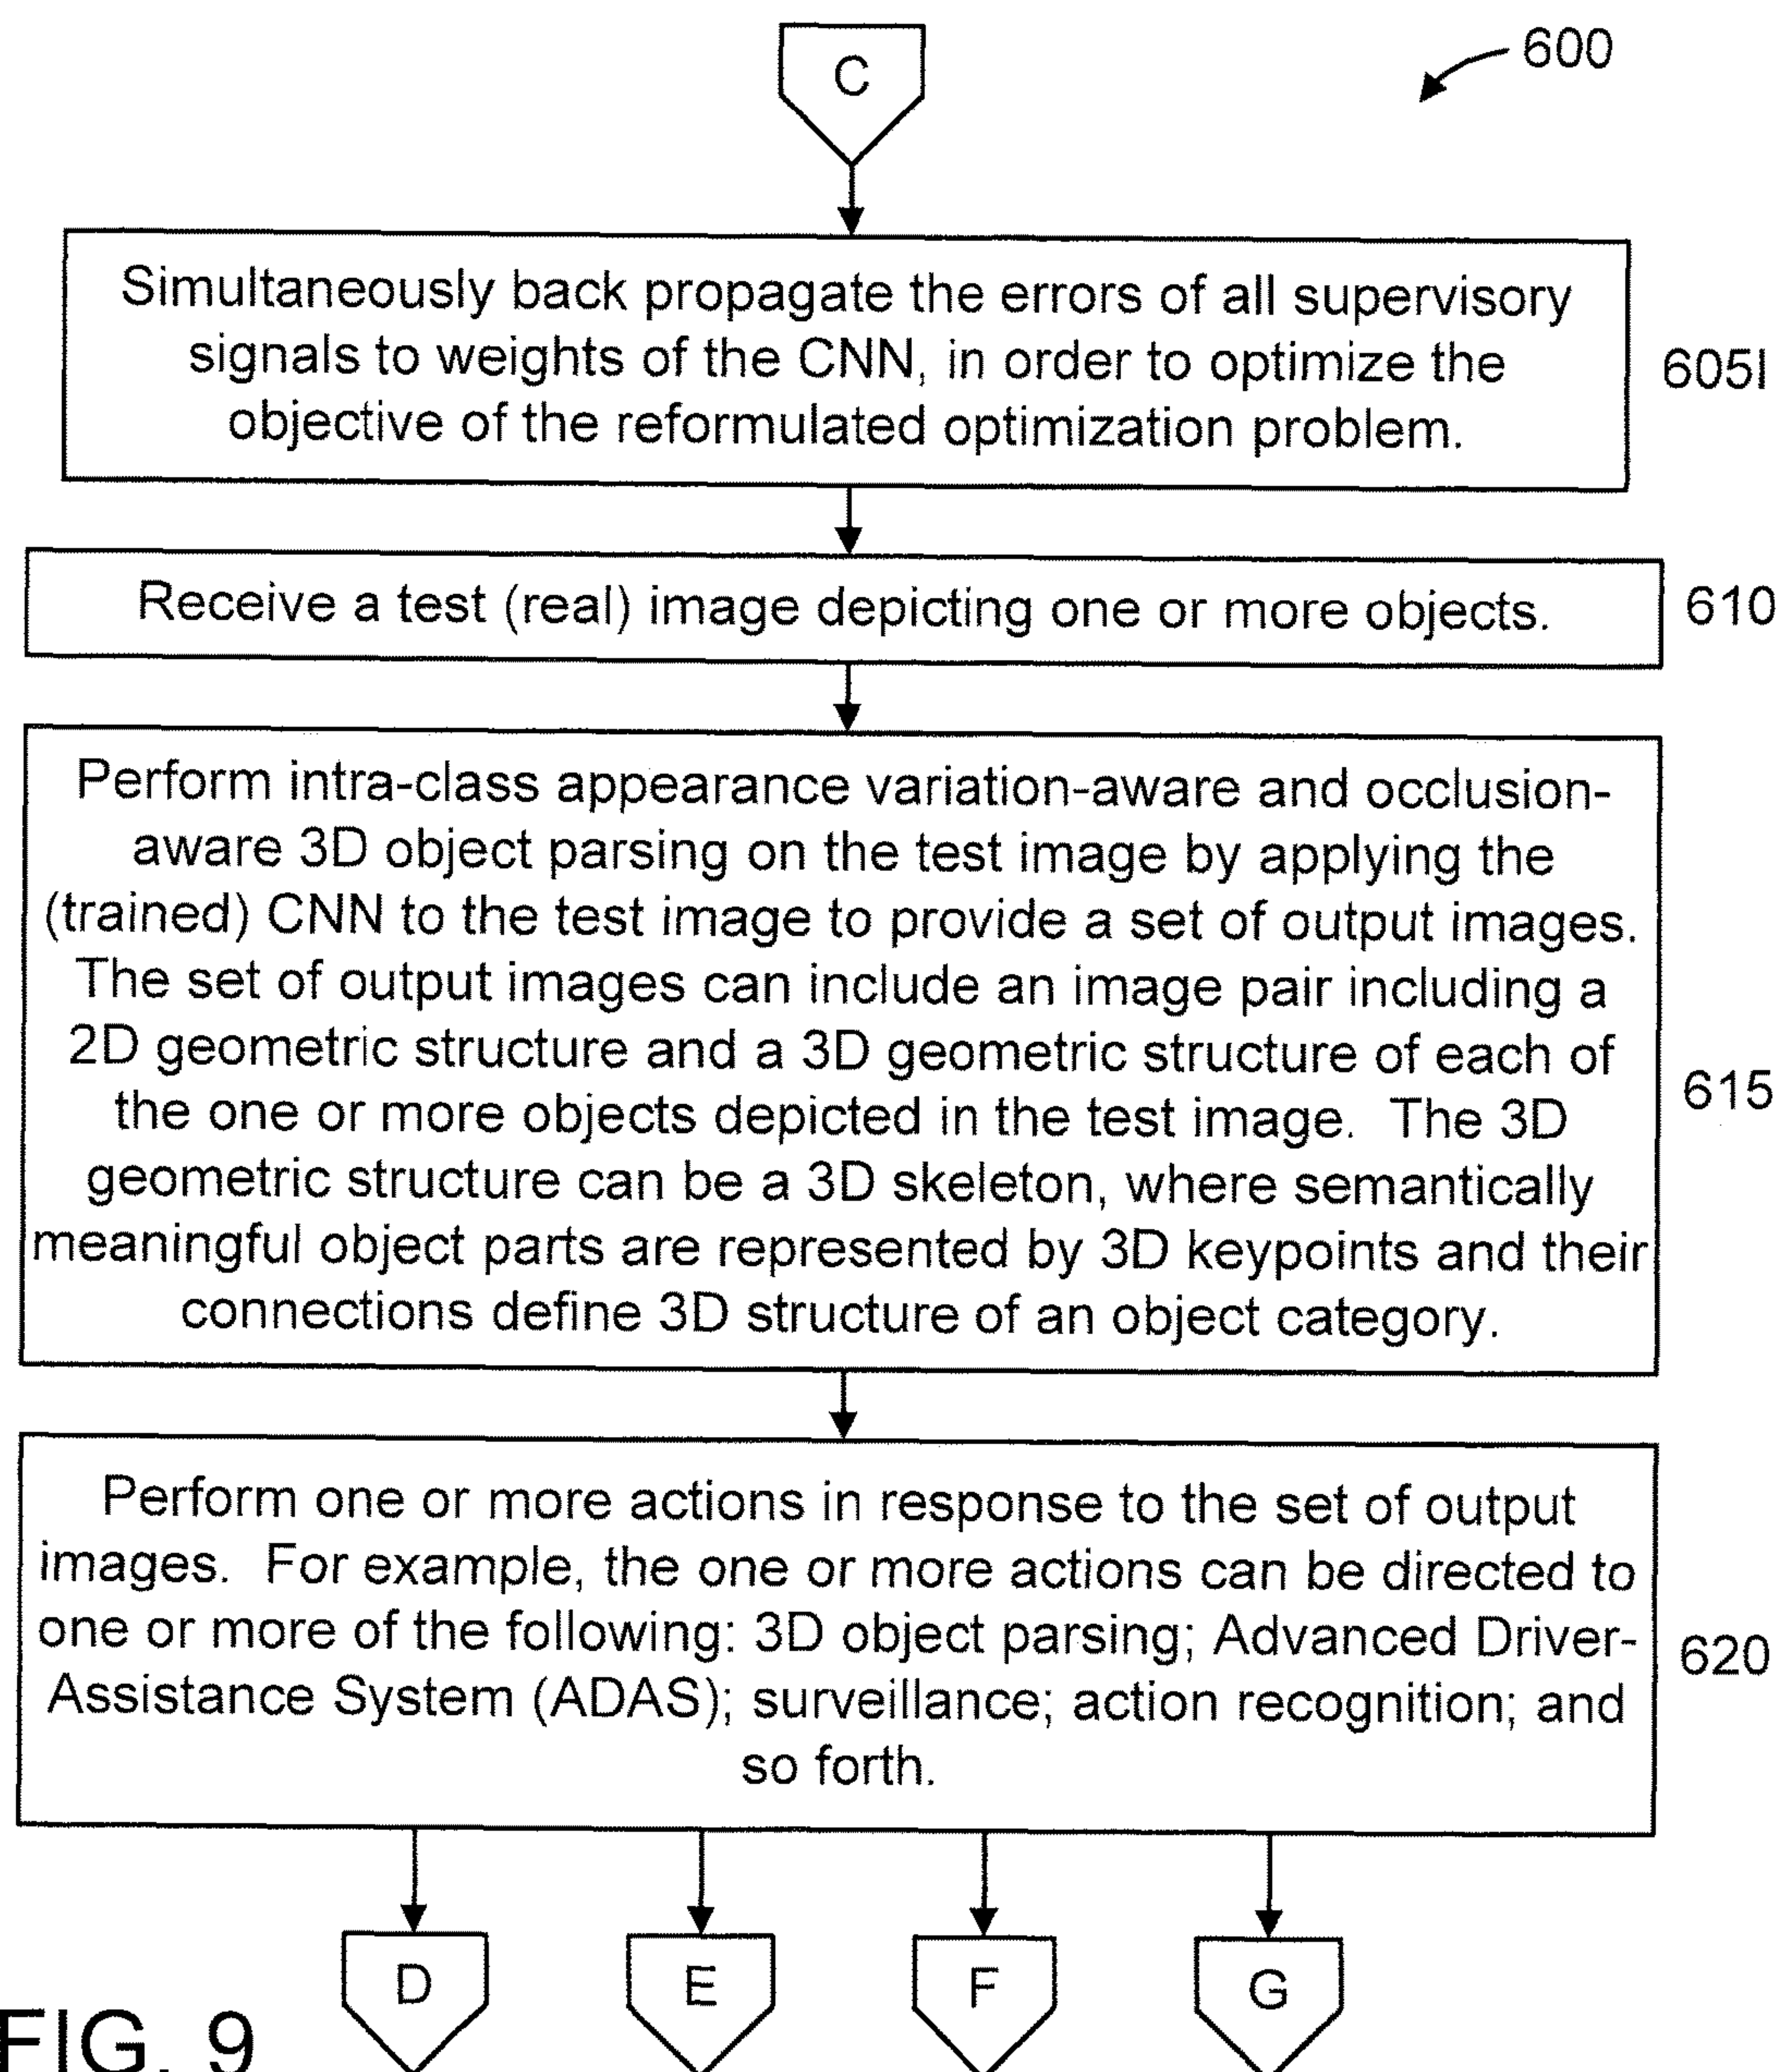 C
600
Simultaneously back propagate the errors of all supervisory
signals to weights of the CNN, in order to optimize the
objective of the reformulated optimization problem.
605I
Receive a test (real) image depicting one or more objects.
610
Perform intra-class appearance variation-aware and occlusion-
aware 3D object parsing on the test image by applying the
(trained) CNN to the test image to provide a set of output images.
The set of output images can include an image pair including a
2D geometric structure and a 3D geometric structure of each of
the one or more objects depicted in the test image. The 3D
geometric structure can be a 3D skeleton, where semantically
meaningful object parts are represented by 3D keypoints and their
connections define 3D structure of an object category.
615
Perform one or more actions in response to the set of output
images. For example, the one or more actions can be directed to
one or more of the following: 3D object parsing; Advanced Driver-
Assistance System (ADAS); surveillance; action recognition; and
so forth.
620
D
E
F
G
FIG. 9